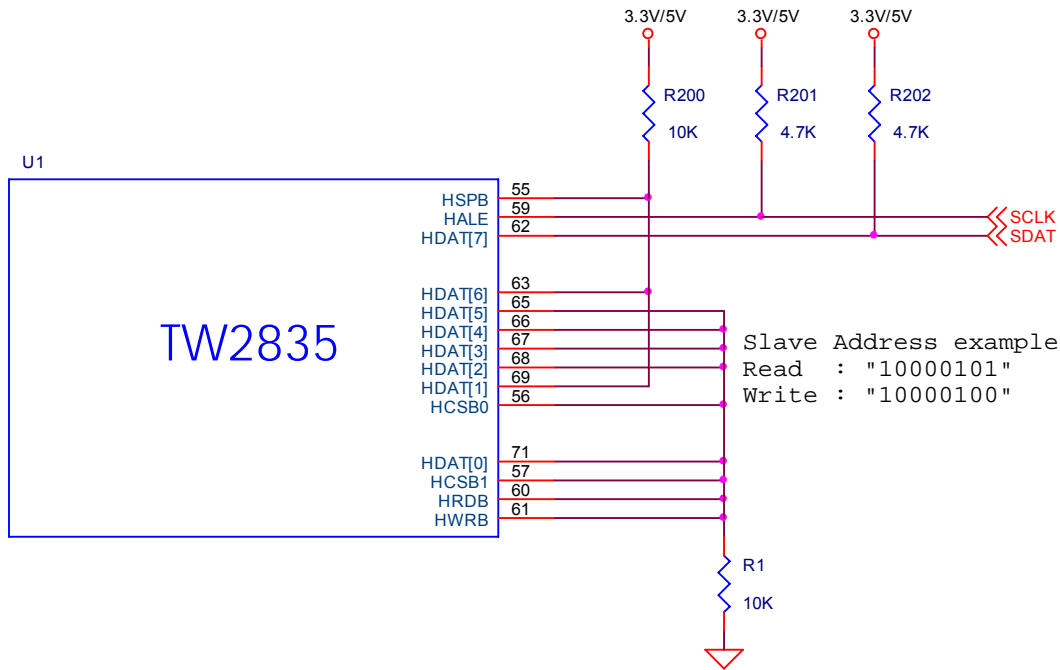 3.3V/5V 3.3V/5V 3.3V/5V
R200 R201 R202
10K 4.7K 4.7K
U1
HSPB 55
HALE 59 SCLK
HDAT[7] 62 SDAT
HDAT[6] 63
HDAT[5] 65
HDAT[4] 66
HDAT[3] 67
HDAT[2] 68
HDAT[1] 69
HCSB0 56
TW2835
Slave Address example
Read : "10000101"
Write : "10000100"
HDAT[0] 71
HCSB1 57
HRDB 60
HWRB 61
R1
10K